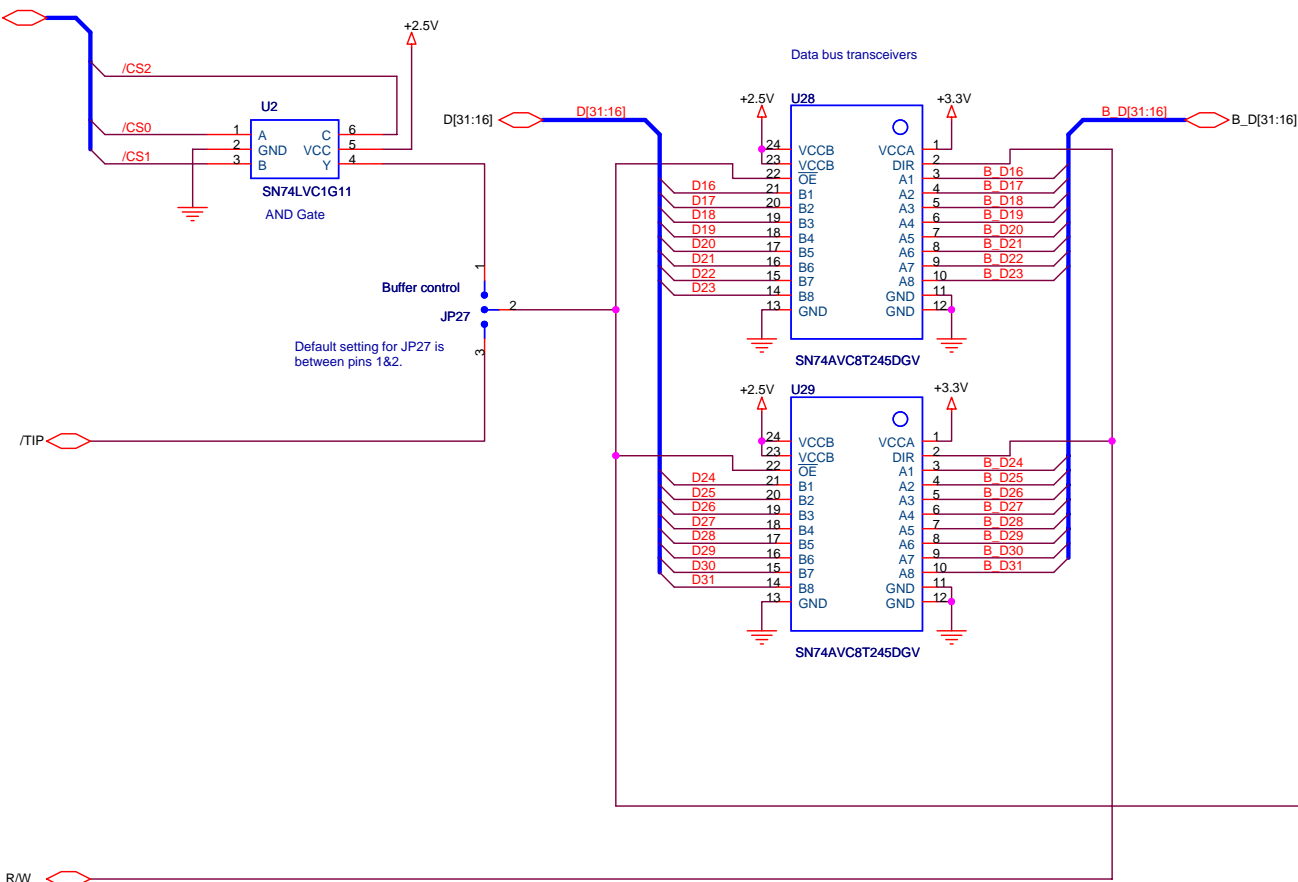 +2.5V
/CS2
U2
/CS0
/CS1
1 A C 6
2 GND VCC 5
3 B Y 4
SN74LVC1G11
AND Gate
1
Buffer control
JP27
2
Default setting for JP27 is
between pins 1&2.
3
/TIP
R/W
Data bus transceivers
D[31:16]
D[31:16]
+2.5V
U28
+3.3V
B_D[31:16]
B_D[31:16]
24 VCCB VCCA 1
23 VCCB DIR 2
22 OE A1 3 B_D16
D16 21 B1 A2 4 B_D17
D17 20 B2 A3 5 B_D18
D18 19 B3 A4 6 B_D19
D19 18 B4 A5 7 B_D20
D20 17 B5 A6 8 B_D21
D21 16 B6 A7 9 B_D22
D22 15 B7 A8 10 B_D23
D23 14 B8 GND 11
13 GND GND 12
SN74AVC8T245DGV
+2.5V
U29
+3.3V
24 VCCB VCCA 1
23 VCCB DIR 2
22 OE A1 3 B_D24
D24 21 B1 A2 4 B_D25
D25 20 B2 A3 5 B_D26
D26 19 B3 A4 6 B_D27
D27 18 B4 A5 7 B_D28
D28 17 B5 A6 8 B_D29
D29 16 B6 A7 9 B_D30
D30 15 B7 A8 10 B_D31
D31 14 B8 GND 11
13 GND GND 12
SN74AVC8T245DGV